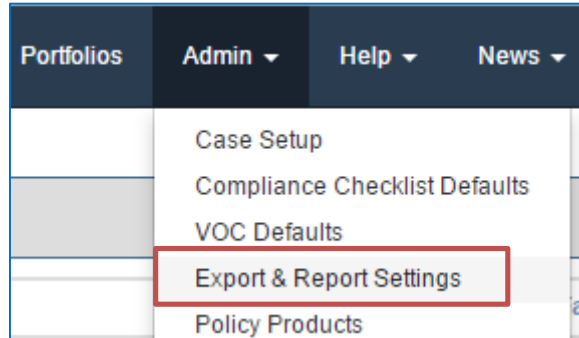 Portfolios Admin Help News
Case Setup
Compliance Checklist Defaults
VOC Defaults
Export & Report Settings
Policy Products